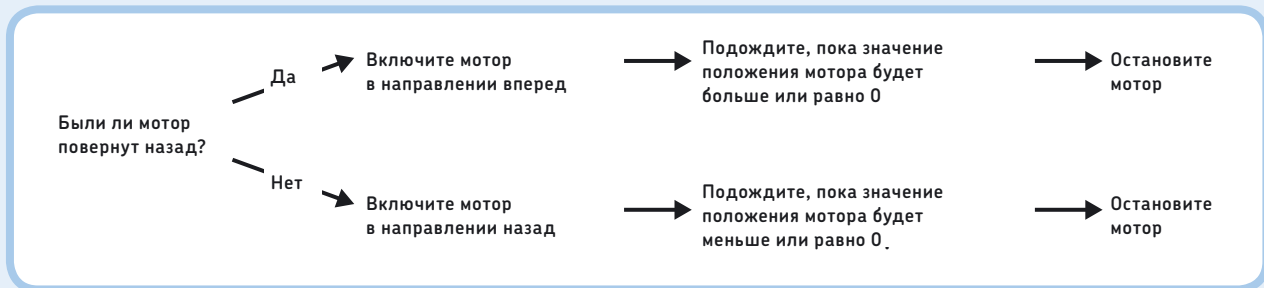 Были ли мотор
повернут назад?
Да
Включите мотор
в направлении вперед
Подождите, пока значение
положения мотора будет
больше или равно 0
Остановите
мотор
Нет
Включите мотор
в направлении назад
Подождите, пока значение
положения мотора будет
меньше или равно 0.
Остановите
мотор